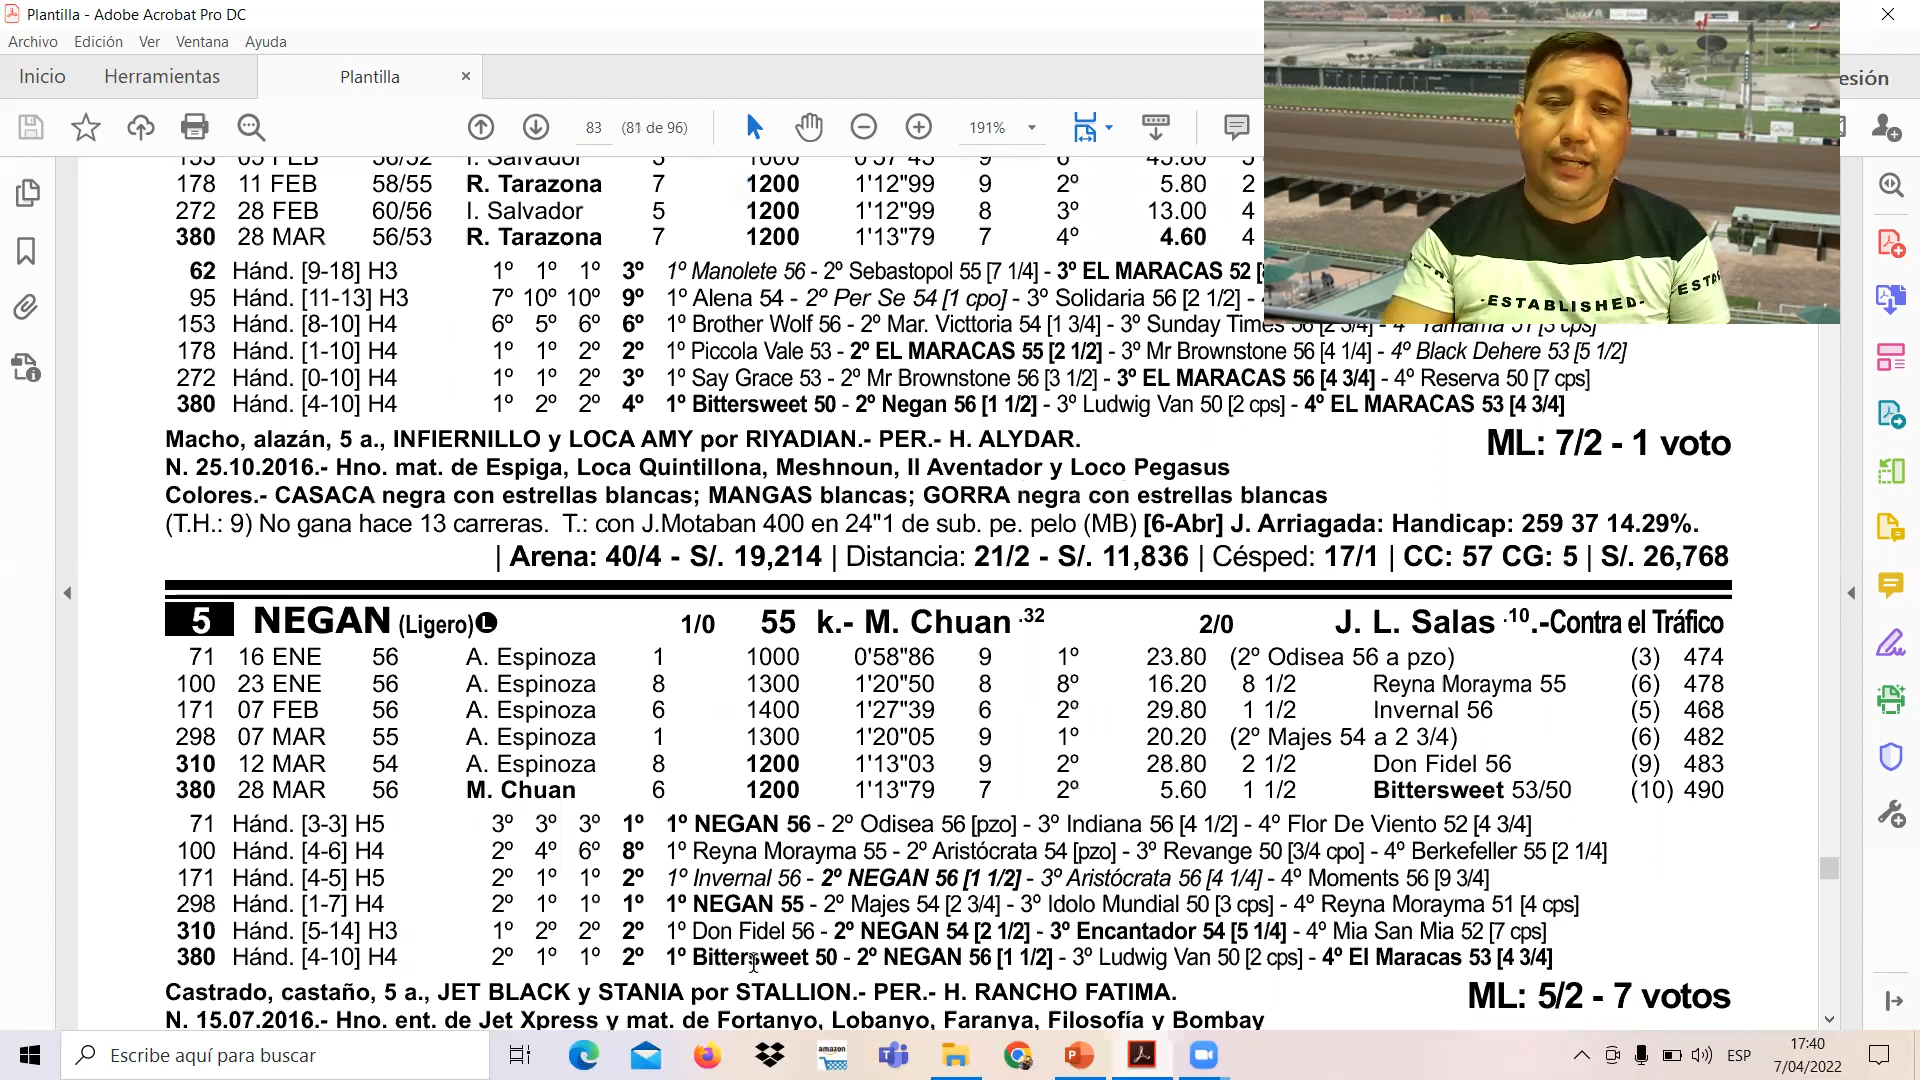 Plantilla - Adobe Acrobat Pro DC
Archivo Edición Ver Ventana Ayuda
Inicio Herramientas Plantilla × esión
83 (81 de 96) 191%
178 11 FEB 58/55 R. Tarazona 7 1200 1'12"99 9 2º 5.80 2
272 28 FEB 60/56 I. Salvador 5 1200 1'12"99 8 3º 13.00 4
380 28 MAR 56/53 R. Tarazona 7 1200 1'13"79 7 4º 4.60 4
62 Hánd. [9-18] H3 1º 1º 1º 3º 1º Manolete 56 - 2º Sebastopol 55 [7 1/4] - 3º EL MARACAS 52
95 Hánd. [11-13] H3 7º 10º 10º 9º 1º Alena 54 - 2º Per Se 54 [1 cpo] - 3º Solidaria 56 [2 1/2] -
153 Hánd. [8-10] H4 6º 5º 6º 6º 1º Brother Wolf 56 - 2º Mar. Victtoria 54 [1 3/4] - 3º Sunday Times 56 [2 3/4] - 4º Yamama 51 [3 cps]
178 Hánd. [1-10] H4 1º 1º 2º 2º 1º Piccola Vale 53 - 2º EL MARACAS 55 [2 1/2] - 3º Mr Brownstone 56 [4 1/4] - 4º Black Dehere 53 [5 1/2]
272 Hánd. [0-10] H4 1º 1º 2º 3º 1º Say Grace 53 - 2º Mr Brownstone 56 [3 1/2] - 3º EL MARACAS 56 [4 3/4] - 4º Reserva 50 [7 cps]
380 Hánd. [4-10] H4 1º 2º 2º 4º 1º Bittersweet 50 - 2º Negan 56 [1 1/2] - 3º Ludwig Van 50 [2 cps] - 4º EL MARACAS 53 [4 3/4]
Macho, alazán, 5 a., INFIERNILLO y LOCA AMY por RIYADIAN.- PER.- H. ALYDAR. ML: 7/2 - 1 voto
N. 25.10.2016.- Hno. mat. de Espiga, Loca Quintillona, Meshnoun, Il Aventador y Loco Pegasus
Colores.- CASACA negra con estrellas blancas; MANGAS blancas; GORRA negra con estrellas blancas
(T.H.: 9) No gana hace 13 carreras. T.: con J.Motaban 400 en 24"1 de sub. pe. pelo (MB) [6-Abr] J. Arriagada: Handicap: 259 37 14.29%.
| Arena: 40/4 - S/. 19,214 | Distancia: 21/2 - S/. 11,836 | Césped: 17/1 | CC: 57 CG: 5 | S/. 26,768
5 NEGAN (Ligero) L 1/0 55 k.- M. Chuan .32 2/0 J. L. Salas .10.-Contra el Tráfico
71 16 ENE 56 A. Espinoza 1 1000 0'58"86 9 1º 23.80 (2º Odisea 56 a pzo) (3) 474
100 23 ENE 56 A. Espinoza 8 1300 1'20"50 8 8º 16.20 8 1/2 Reyna Morayma 55 (6) 478
171 07 FEB 56 A. Espinoza 6 1400 1'27"39 6 2º 29.80 1 1/2 Invernal 56 (5) 468
298 07 MAR 55 A. Espinoza 1 1300 1'20"05 9 1º 20.20 (2º Majes 54 a 2 3/4) (6) 482
310 12 MAR 54 A. Espinoza 8 1200 1'13"03 9 2º 28.80 2 1/2 Don Fidel 56 (9) 483
380 28 MAR 56 M. Chuan 6 1200 1'13"79 7 2º 5.60 1 1/2 Bittersweet 53/50 (10) 490
71 Hánd. [3-3] H5 3º 3º 3º 1º 1º NEGAN 56 - 2º Odisea 56 [pzo] - 3º Indiana 56 [4 1/2] - 4º Flor De Viento 52 [4 3/4]
100 Hánd. [4-6] H4 2º 4º 6º 8º 1º Reyna Morayma 55 - 2º Aristócrata 54 [pzo] - 3º Revange 50 [3/4 cpo] - 4º Berkefeller 55 [2 1/4]
171 Hánd. [4-5] H5 2º 1º 1º 2º 1º Invernal 56 - 2º NEGAN 56 [1 1/2] - 3º Aristócrata 56 [4 1/4] - 4º Moments 56 [9 3/4]
298 Hánd. [1-7] H4 2º 1º 1º 1º 1º NEGAN 55 - 2º Majes 54 [2 3/4] - 3º Idolo Mundial 50 [3 cps] - 4º Reyna Morayma 51 [4 cps]
310 Hánd. [5-14] H3 1º 2º 2º 2º 1º Don Fidel 56 - 2º NEGAN 54 [2 1/2] - 3º Encantador 54 [5 1/4] - 4º Mia San Mia 52 [7 cps]
380 Hánd. [4-10] H4 2º 1º 1º 2º 1º Bittersweet 50 - 2º NEGAN 56 [1 1/2] - 3º Ludwig Van 50 [2 cps] - 4º El Maracas 53 [4 3/4]
Castrado, castaño, 5 a., JET BLACK y STANIA por STALLION.- PER.- H. RANCHO FATIMA. ML: 5/2 - 7 votos
N. 15.07.2016.- Hno. ent. de Jet Xpress y mat. de Fortanyo, Lobanyo, Faranya, Filosofía y Bombay
-ESTABLISHED-
Escribe aquí para buscar
amazon
ESP
17:40
7/04/2022